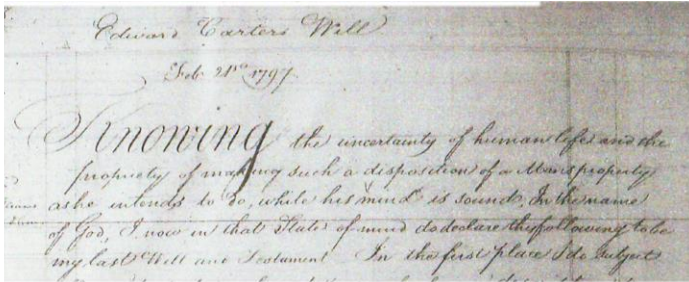 Edward Carters Will
Feb 21st 1797
Knowing the uncertainty of human life and the
propriety of making such a disposition of a Mans property
as he intends to do, while his mind is sound, In the name
of God, I now in that State of mind do declare the following to be
my last Will and Testament In the first place I do subject